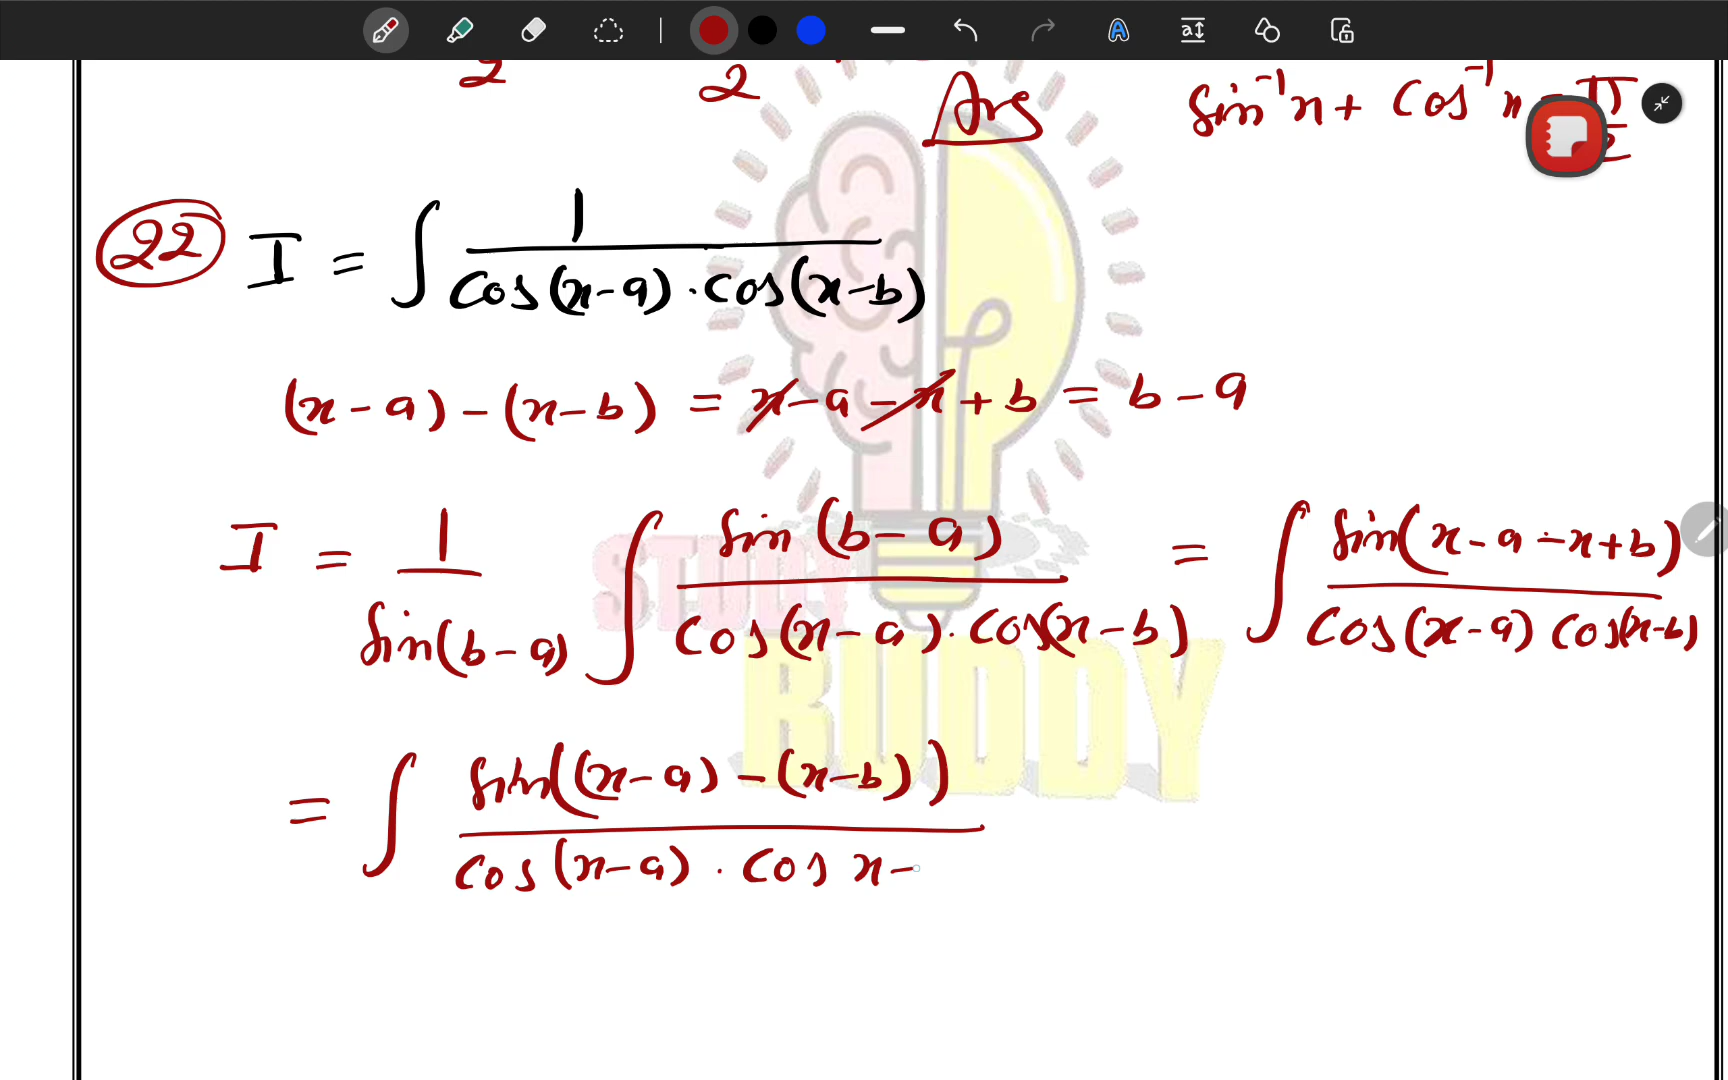 2 2 Ans sin⁻¹x + cos⁻¹x = π/2
22 I = ∫ 1/(cos(x-a)·cos(x-b))
(x-a)-(x-b) = x-a-x+b = b-a
I = 1/sin(b-a) ∫ sin(b-a)/(cos(x-a)·cos(x-b)) = ∫ sin(x-a-x+b)/(cos(x-a) cos(x-b))
= ∫ sin((x-a)-(x-b))/(cos(x-a)·cos x-
STUDY
BUDDY